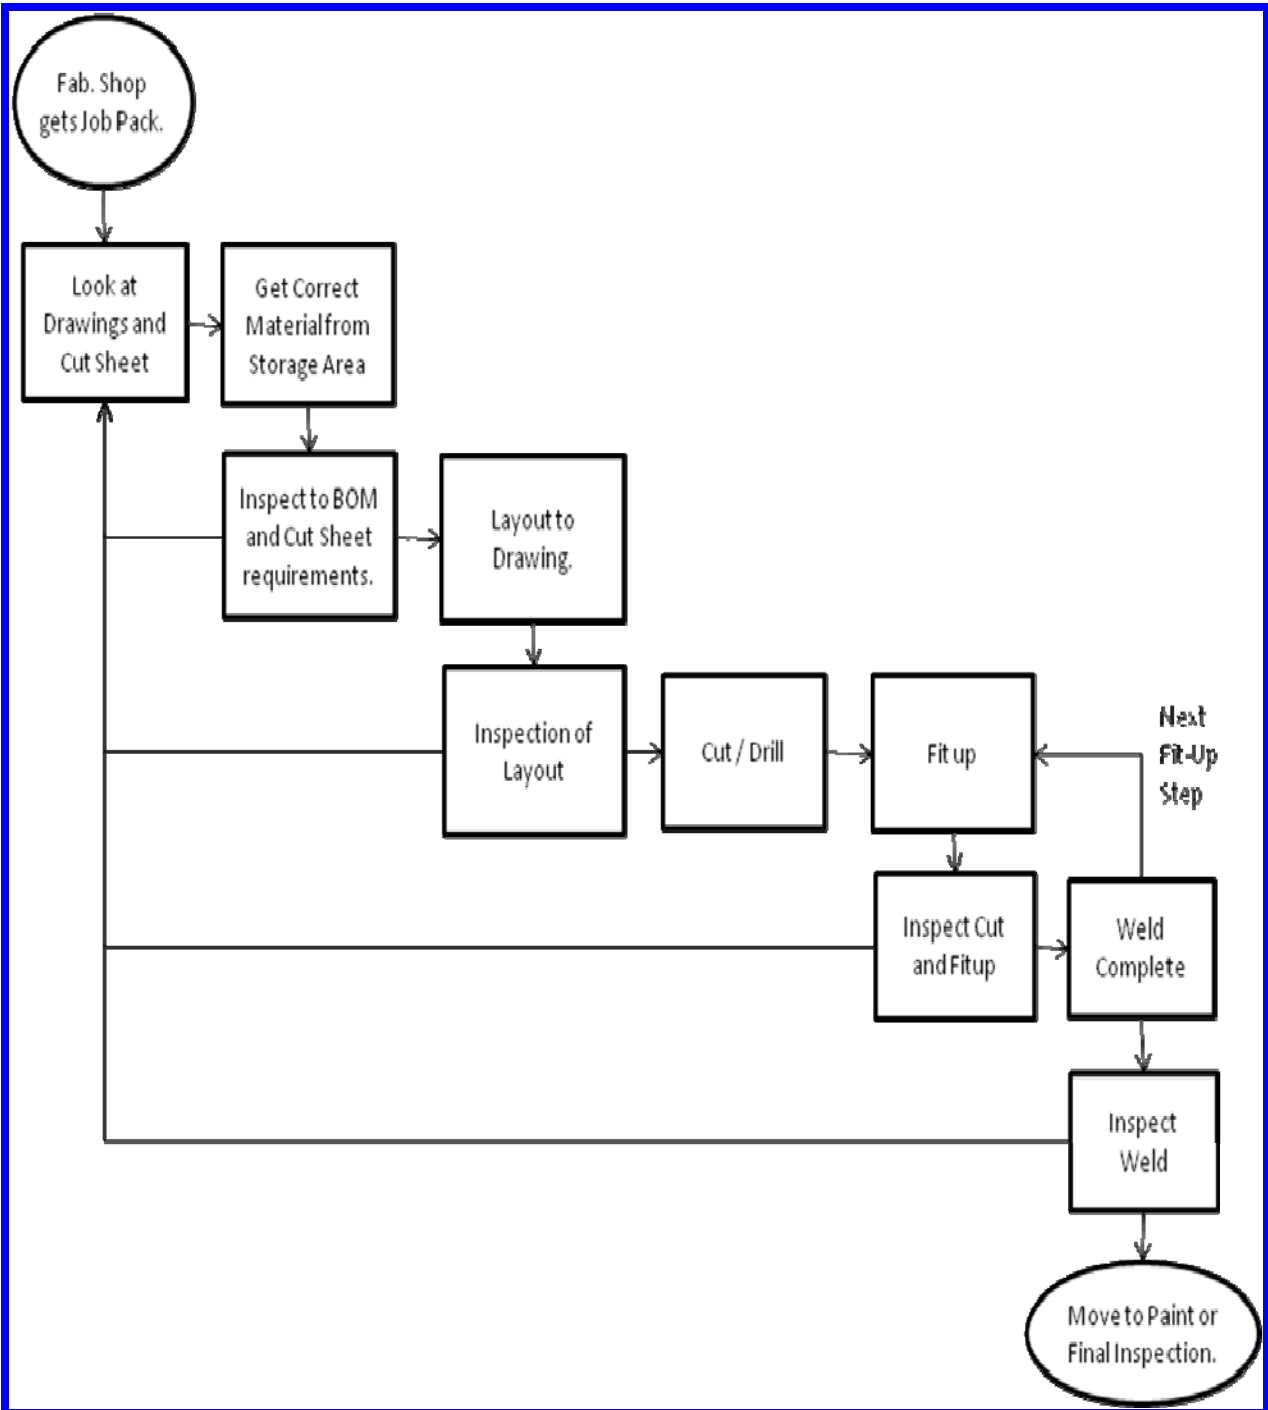 Fab. Shop
gets Job Pack.
Look at
Drawings and
Cut Sheet
Get Correct
Material from
Storage Area
Inspect to BOM
and Cut Sheet
requirements.
Layout to
Drawing.
Inspection of
Layout
Cut / Drill
Fit up
Next
Fit-Up
Step
Inspect Cut
and Fitup
Weld
Complete
Inspect
Weld
Move to Paint or
Final Inspection.